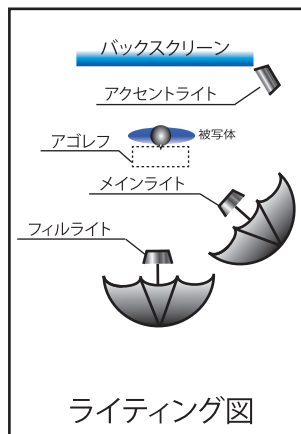 バックスクリーン
アクセントライト
アゴレフ
被写体
メインライト
フィルライト
ライティング図